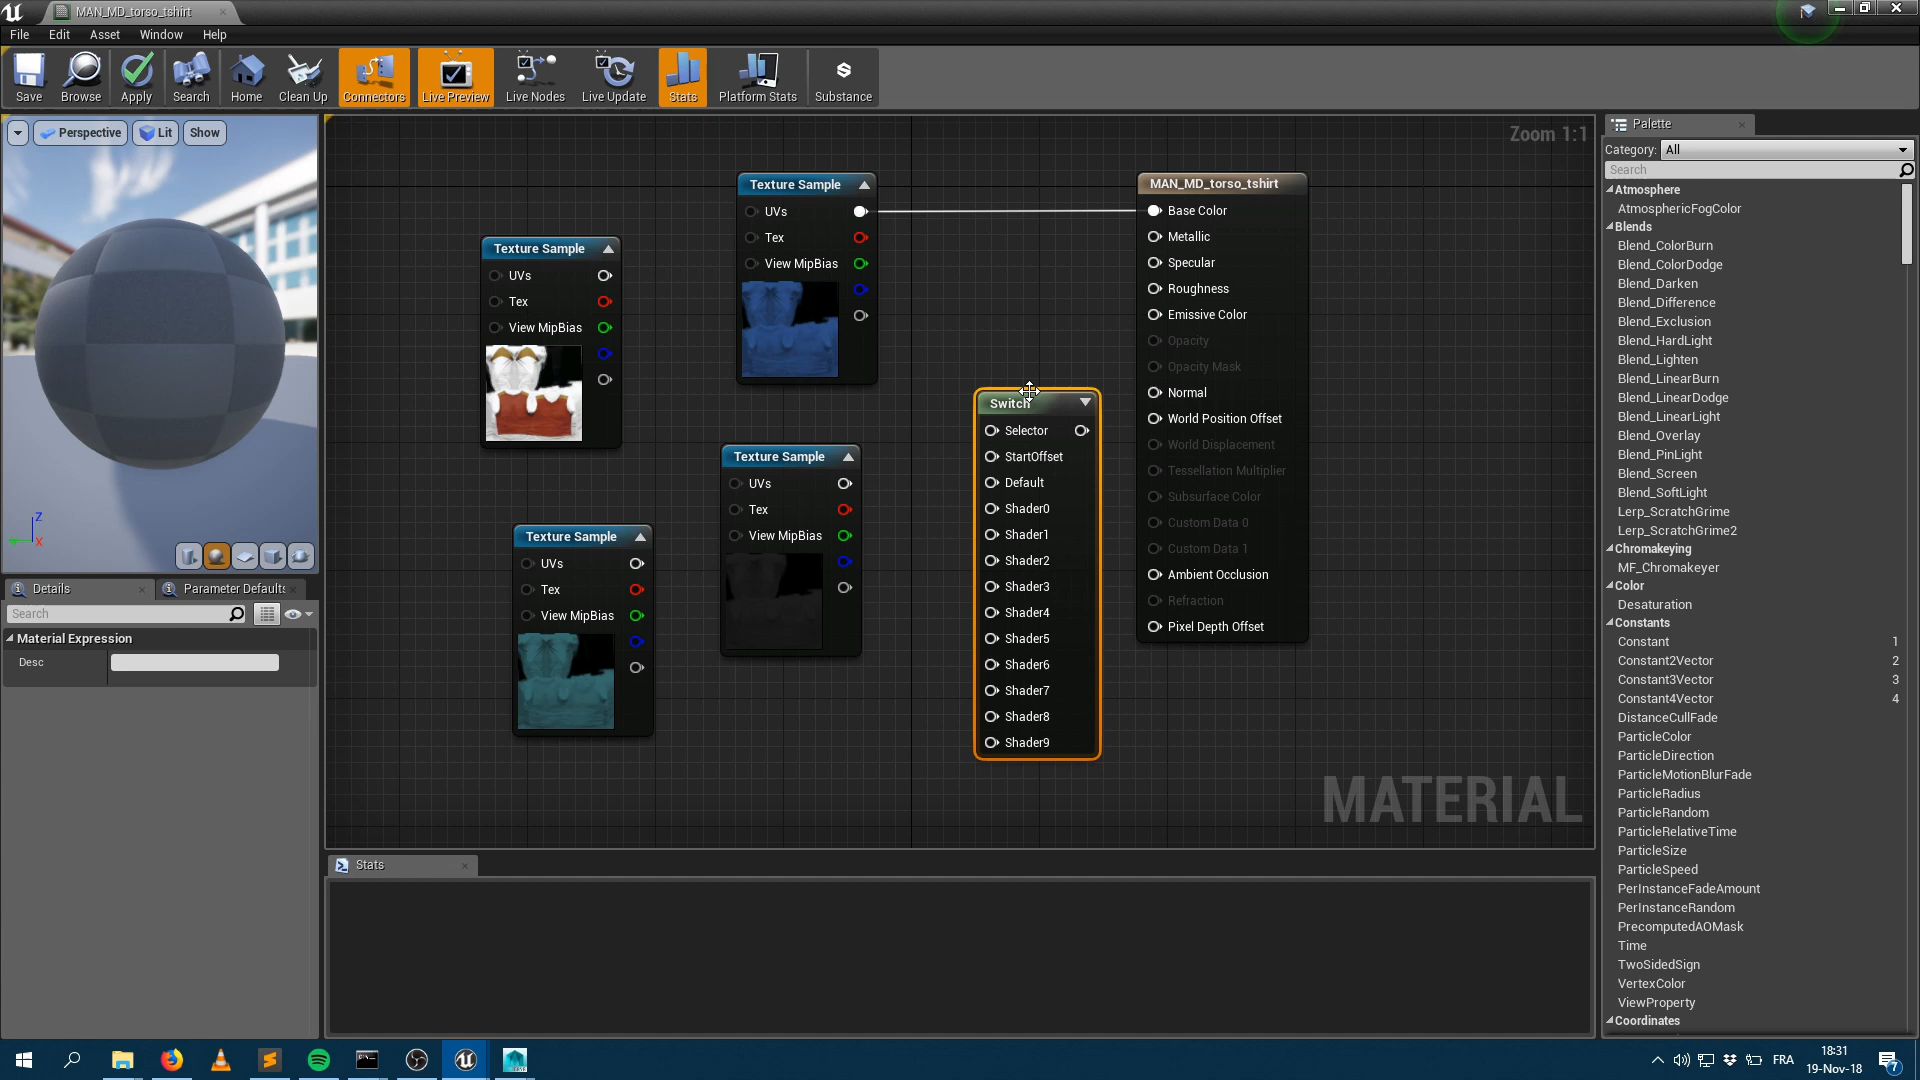 MAN_MD_torso_tshirt
File Edit Asset Window Help
Save Browse Apply Search Home Clean Up Connectors Live Preview Live Nodes Live Update Stats Platform Stats Substance
Perspective Lit Show
Z
X
Details
Parameter Defaults
Search
Material Expression
Desc
Zoom 1:1
Texture Sample
UVs
Tex
View MipBias
Texture Sample
UVs
Tex
View MipBias
Texture Sample
UVs
Tex
View MipBias
Texture Sample
UVs
Tex
View MipBias
Switch
Selector
StartOffset
Default
Shader0
Shader1
Shader2
Shader3
Shader4
Shader5
Shader6
Shader7
Shader8
Shader9
MAN_MD_torso_tshirt
Base Color
Metallic
Specular
Roughness
Emissive Color
Opacity
Opacity Mask
Normal
World Position Offset
World Displacement
Tessellation Multiplier
Subsurface Color
Custom Data 0
Custom Data 1
Ambient Occlusion
Refraction
Pixel Depth Offset
MATERIAL
Stats
Palette
Category: All
Search
Atmosphere
AtmosphericFogColor
Blends
Blend_ColorBurn
Blend_ColorDodge
Blend_Darken
Blend_Difference
Blend_Exclusion
Blend_HardLight
Blend_Lighten
Blend_LinearBurn
Blend_LinearDodge
Blend_LinearLight
Blend_Overlay
Blend_PinLight
Blend_Screen
Blend_SoftLight
Lerp_ScratchGrime
Lerp_ScratchGrime2
Chromakeying
MF_Chromakeyer
Color
Desaturation
Constants
Constant 1
Constant2Vector 2
Constant3Vector 3
Constant4Vector 4
DistanceCullFade
ParticleColor
ParticleDirection
ParticleMotionBlurFade
ParticleRadius
ParticleRandom
ParticleRelativeTime
ParticleSize
ParticleSpeed
PerInstanceFadeAmount
PerInstanceRandom
PrecomputedAOMask
Time
TwoSidedSign
VertexColor
ViewProperty
Coordinates
FRA
18:31
19-Nov-18
7